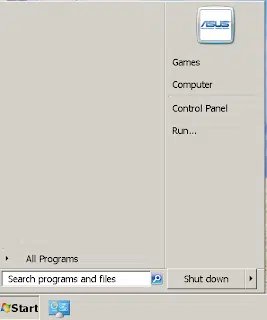 ASUS
Games
Computer
Control Panel
Run...
All Programs
Search programs and files
Shut down
Start